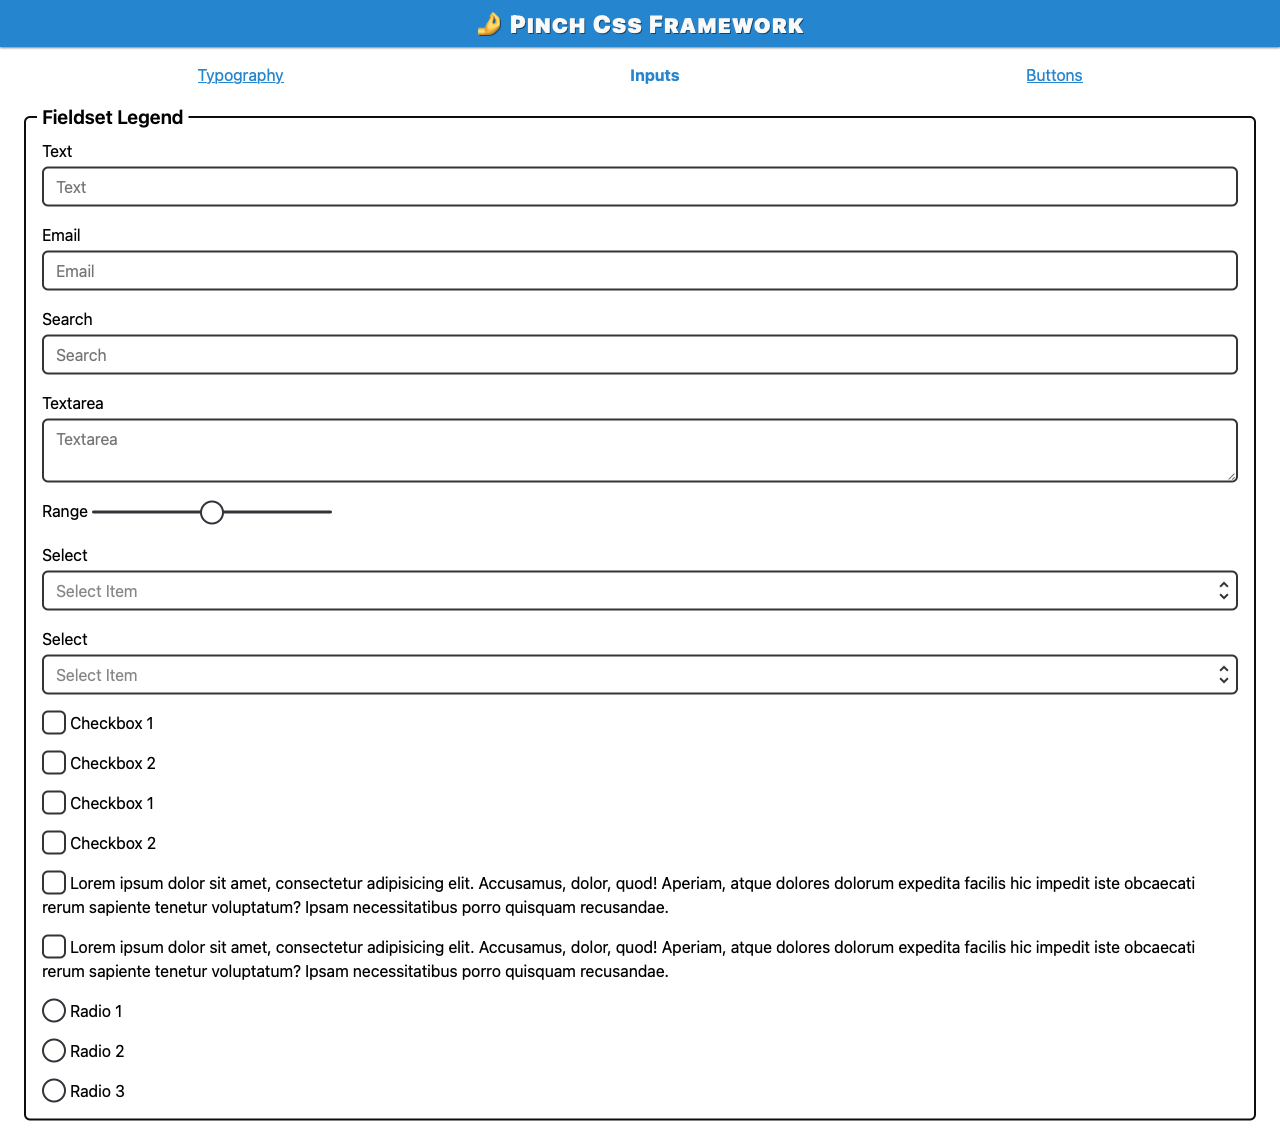 🤌 Pinch Css Framework
Typography Inputs Buttons
Fieldset Legend
Text
Text
Email
Email
Search
Search
Textarea
Textarea
Range
Select
Select Item
Select
Select Item
Checkbox 1
Checkbox 2
Checkbox 1
Checkbox 2
Lorem ipsum dolor sit amet, consectetur adipisicing elit. Accusamus, dolor, quod! Aperiam, atque dolores dolorum expedita facilis hic impedit iste obcaecati
rerum sapiente tenetur voluptatum? Ipsam necessitatibus porro quisquam recusandae.
Lorem ipsum dolor sit amet, consectetur adipisicing elit. Accusamus, dolor, quod! Aperiam, atque dolores dolorum expedita facilis hic impedit iste obcaecati
rerum sapiente tenetur voluptatum? Ipsam necessitatibus porro quisquam recusandae.
Radio 1
Radio 2
Radio 3